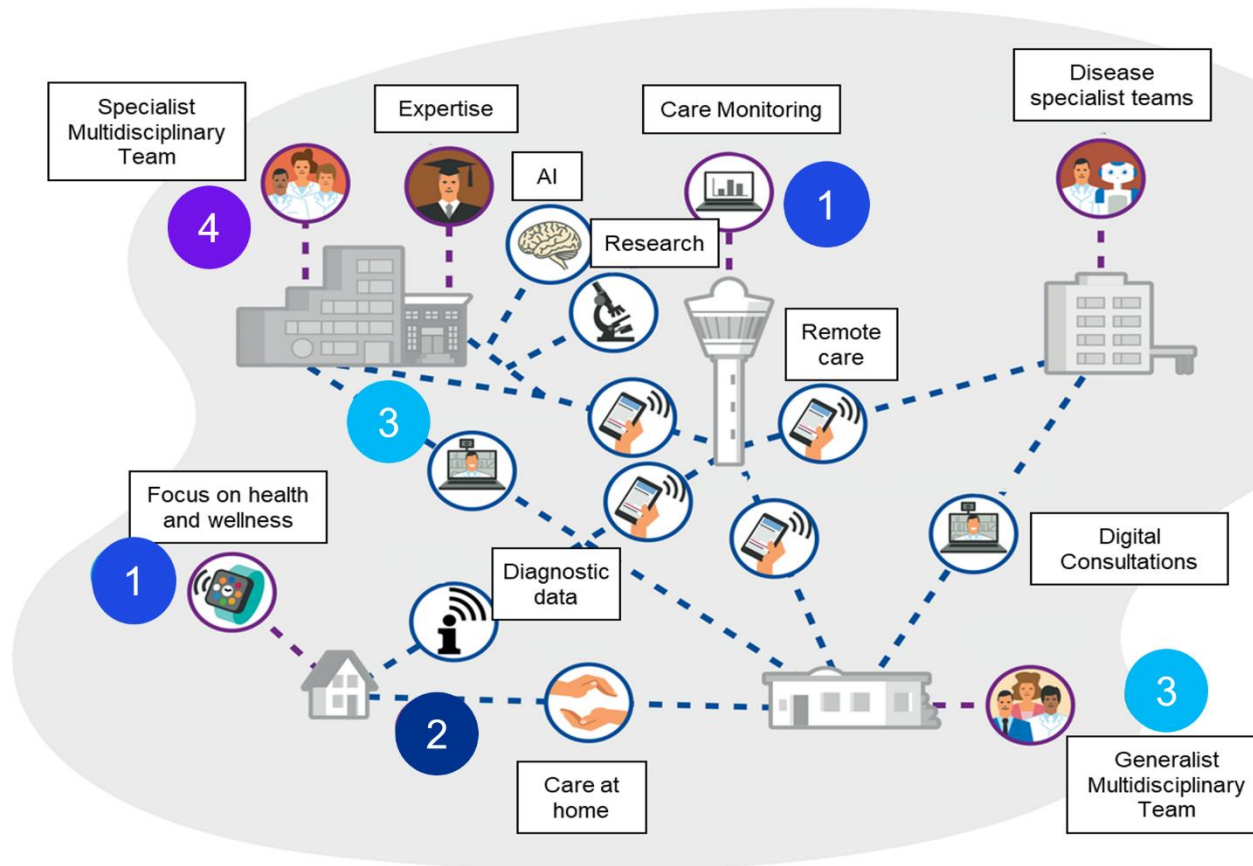 Disease
specialist teams
Specialist
Multidisciplinary
Team
Expertise
Care Monitoring
AI
1
4
Research
Remote
care
3
Focus on health
and wellness
Digital
Consultations
1
Diagnostic
data
i
2
3
Care at
home
Generalist
Multidisciplinary
Team